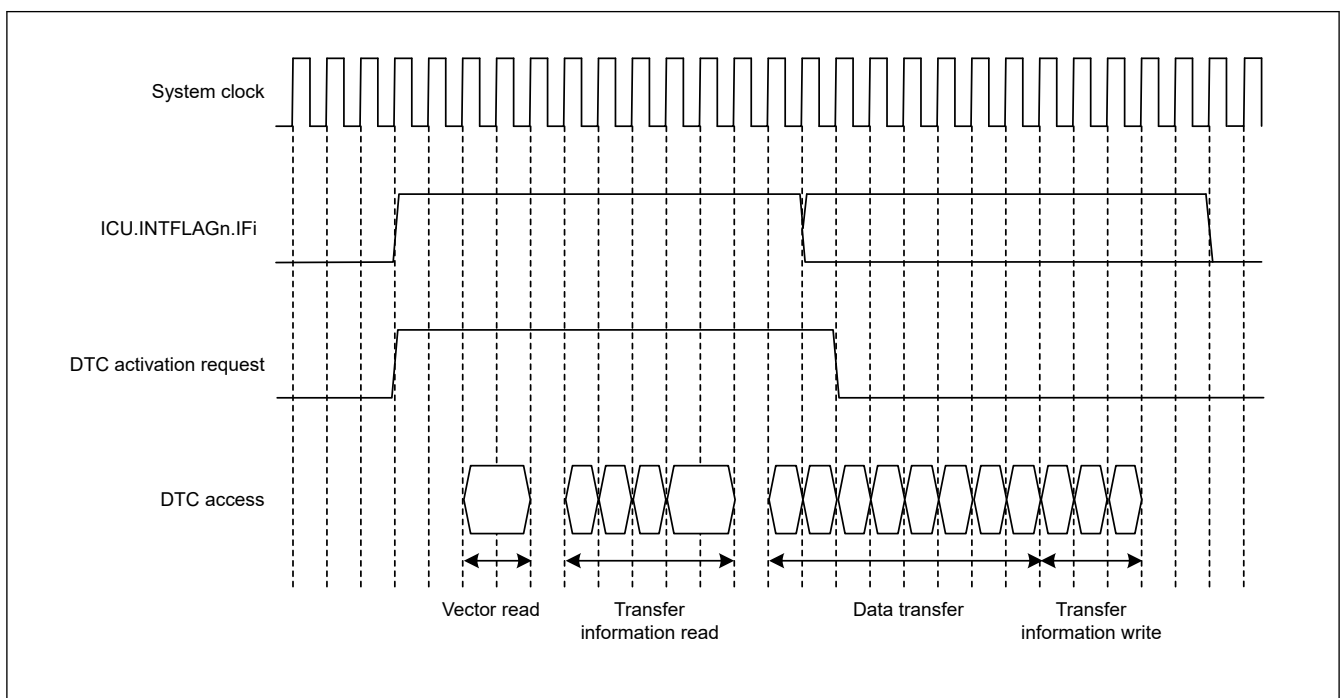 System clock
ICU.INTFLAGn.IFi
DTC activation request
DTC access
Vector read
Transfer
information read
Data transfer
Transfer
information write